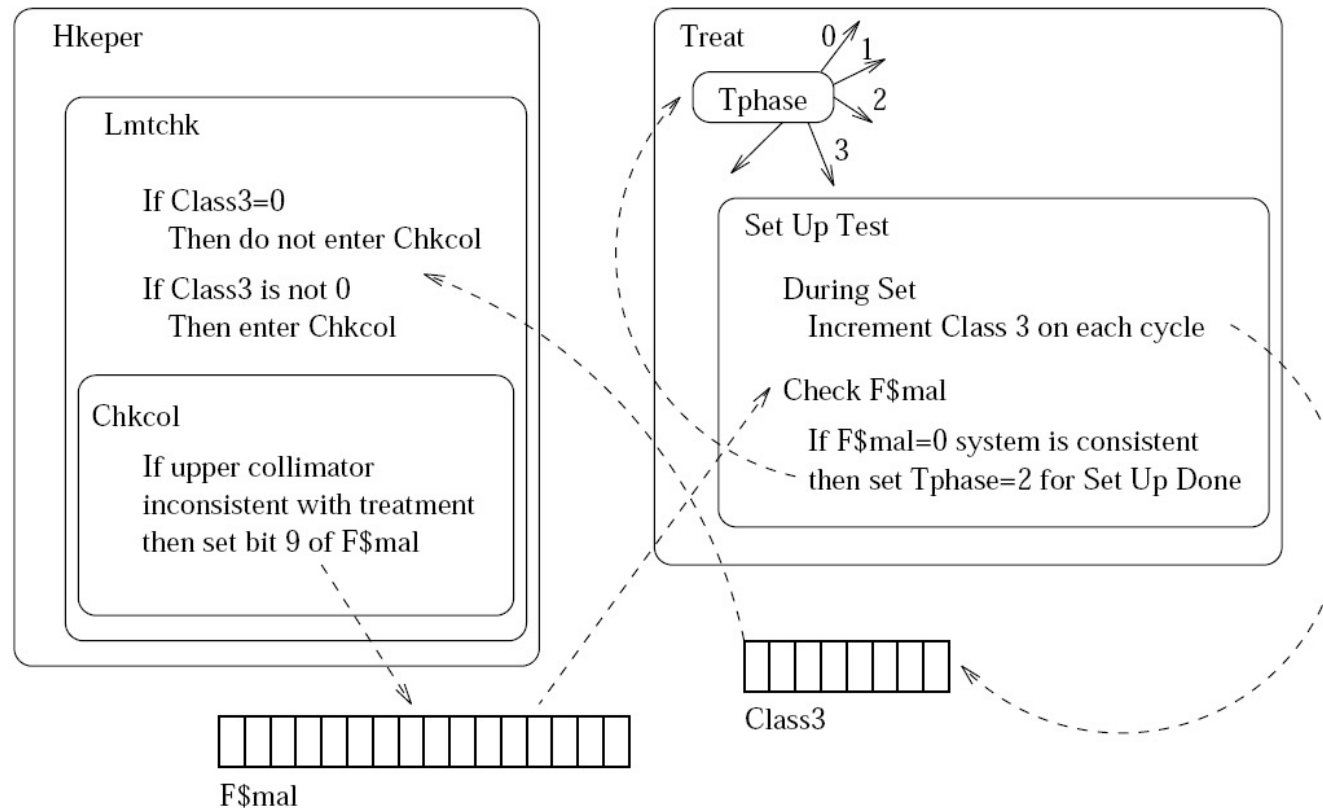 Hkeper
Lmtchk
If Class3=0
Then do not enter Chkcol
If Class3 is not 0
Then enter Chkcol
Chkcol
If upper collimator
inconsistent with treatment
then set bit 9 of F$mal
F$mal
Treat
Tphase
0
1
2
3
Set Up Test
During Set
Increment Class 3 on each cycle
Check F$mal
If F$mal=0 system is consistent
then set Tphase=2 for Set Up Done
Class3